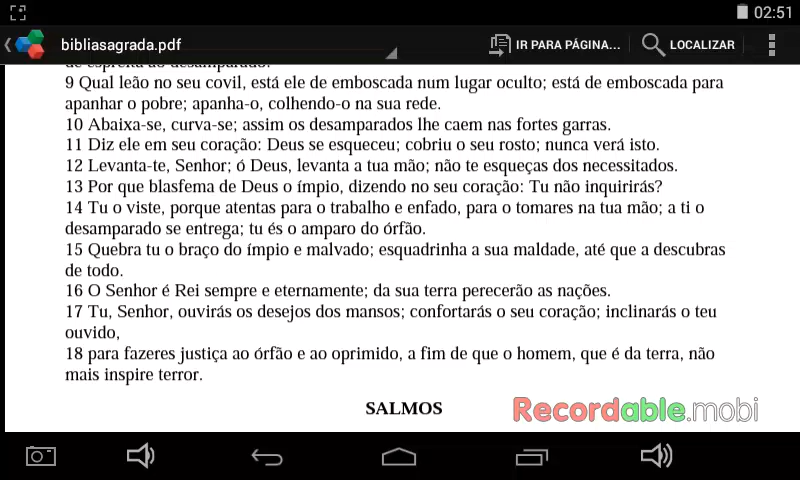 02:51
bibliasagrada.pdf
IR PARA PÁGINA...
LOCALIZAR
de espreita ao desamparado.
9 Qual leão no seu covil, está ele de emboscada num lugar oculto; está de emboscada para
apanhar o pobre; apanha-o, colhendo-o na sua rede.
10 Abaixa-se, curva-se; assim os desamparados lhe caem nas fortes garras.
11 Diz ele em seu coração: Deus se esqueceu; cobriu o seu rosto; nunca verá isto.
12 Levanta-te, Senhor; ó Deus, levanta a tua mão; não te esqueças dos necessitados.
13 Por que blasfema de Deus o ímpio, dizendo no seu coração: Tu não inquirirás?
14 Tu o viste, porque atentas para o trabalho e enfado, para o tomares na tua mão; a ti o
desamparado se entrega; tu és o amparo do órfão.
15 Quebra tu o braço do ímpio e malvado; esquadrinha a sua maldade, até que a descubras
de todo.
16 O Senhor é Rei sempre e eternamente; da sua terra perecerão as nações.
17 Tu, Senhor, ouvirás os desejos dos mansos; confortarás o seu coração; inclinarás o teu
ouvido,
18 para fazeres justiça ao órfão e ao oprimido, a fim de que o homem, que é da terra, não
mais inspire terror.
SALMOS
Recordable.mobi